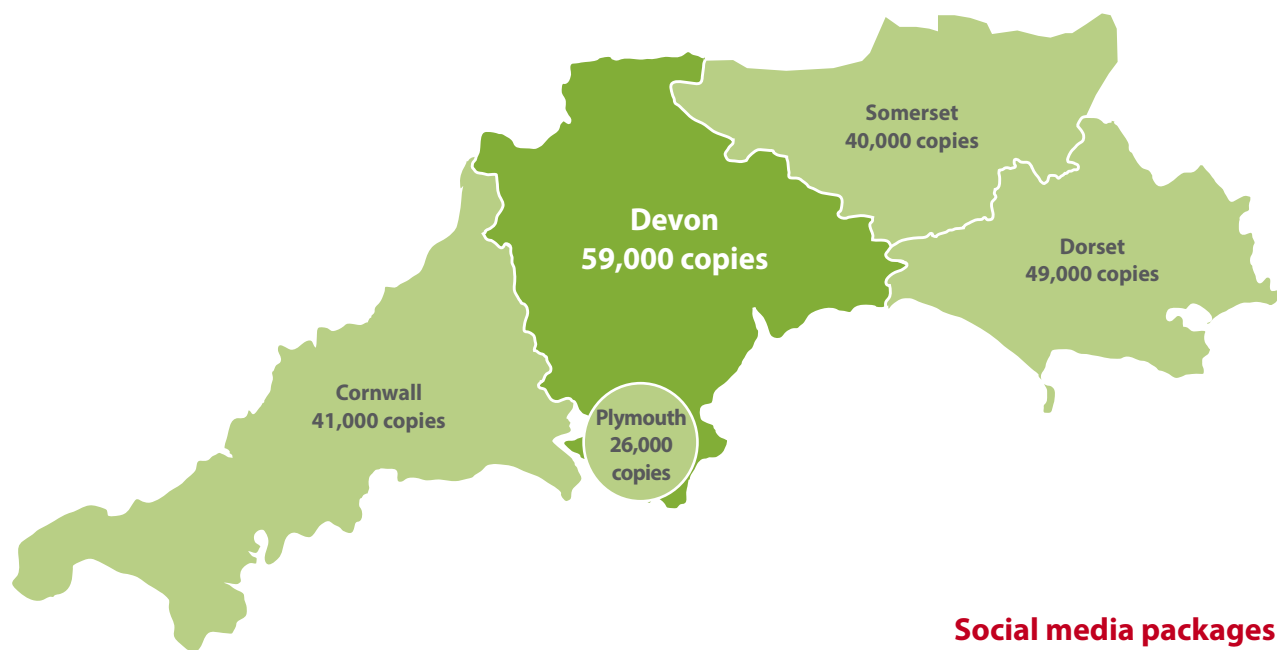 Somerset
40,000 copies
Devon
59,000 copies
Dorset
49,000 copies
Cornwall
41,000 copies
Plymouth
26,000
copies
Social media packages